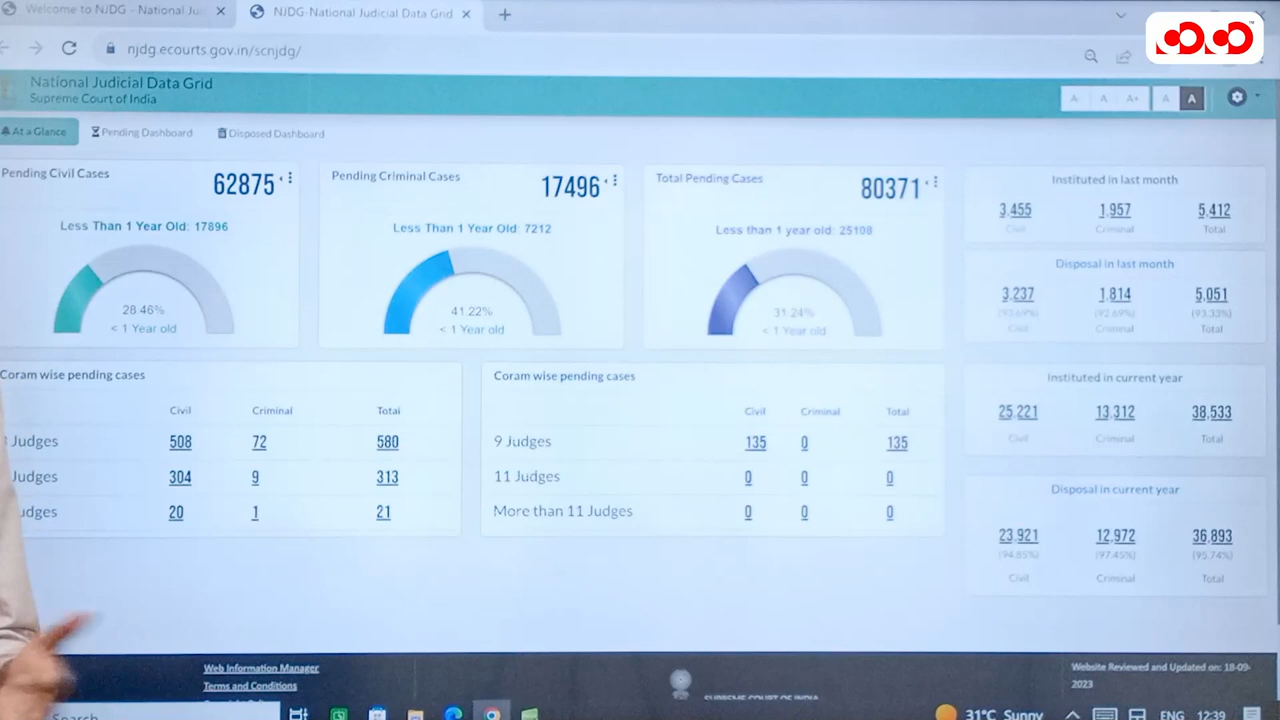 Welcome to NJDG - National Ju
NJDG-National Judicial Data Grid
njdg.ecourts.gov.in/scnjdg/
National Judicial Data Grid
Supreme Court of India
A- A A+ A A
At a Glance Pending Dashboard Disposed Dashboard
Pending Civil Cases 62875
Less Than 1 Year Old: 17896
28.46%
< 1 Year old
Pending Criminal Cases 17496
Less Than 1 Year Old: 7212
41.22%
< 1 Year old
Total Pending Cases 80371
Less than 1 year old: 25108
31.24%
< 1 Year old
Instituted in last month
3,455 1,957 5,412
Civil Criminal Total
Disposal in last month
3,237 1,814 5,051
(93.69%) (92.69%) (93.33%)
Civil Criminal Total
Instituted in current year
25,221 13,312 38,533
Civil Criminal Total
Disposal in current year
23,921 12,972 36,893
(94.85%) (97.45%) (95.74%)
Civil Criminal Total
Coram wise pending cases
Civil Criminal Total
Judges 508 72 580
Judges 304 9 313
udges 20 1 21
Coram wise pending cases
Civil Criminal Total
9 Judges 135 0 135
11 Judges 0 0 0
More than 11 Judges 0 0 0
Web Information Manager
Terms and Conditions
SUPREME COURT OF INDIA
Website Reviewed and Updated on: 18-09-
2023
Search
31°C Sunny ENG 12:39